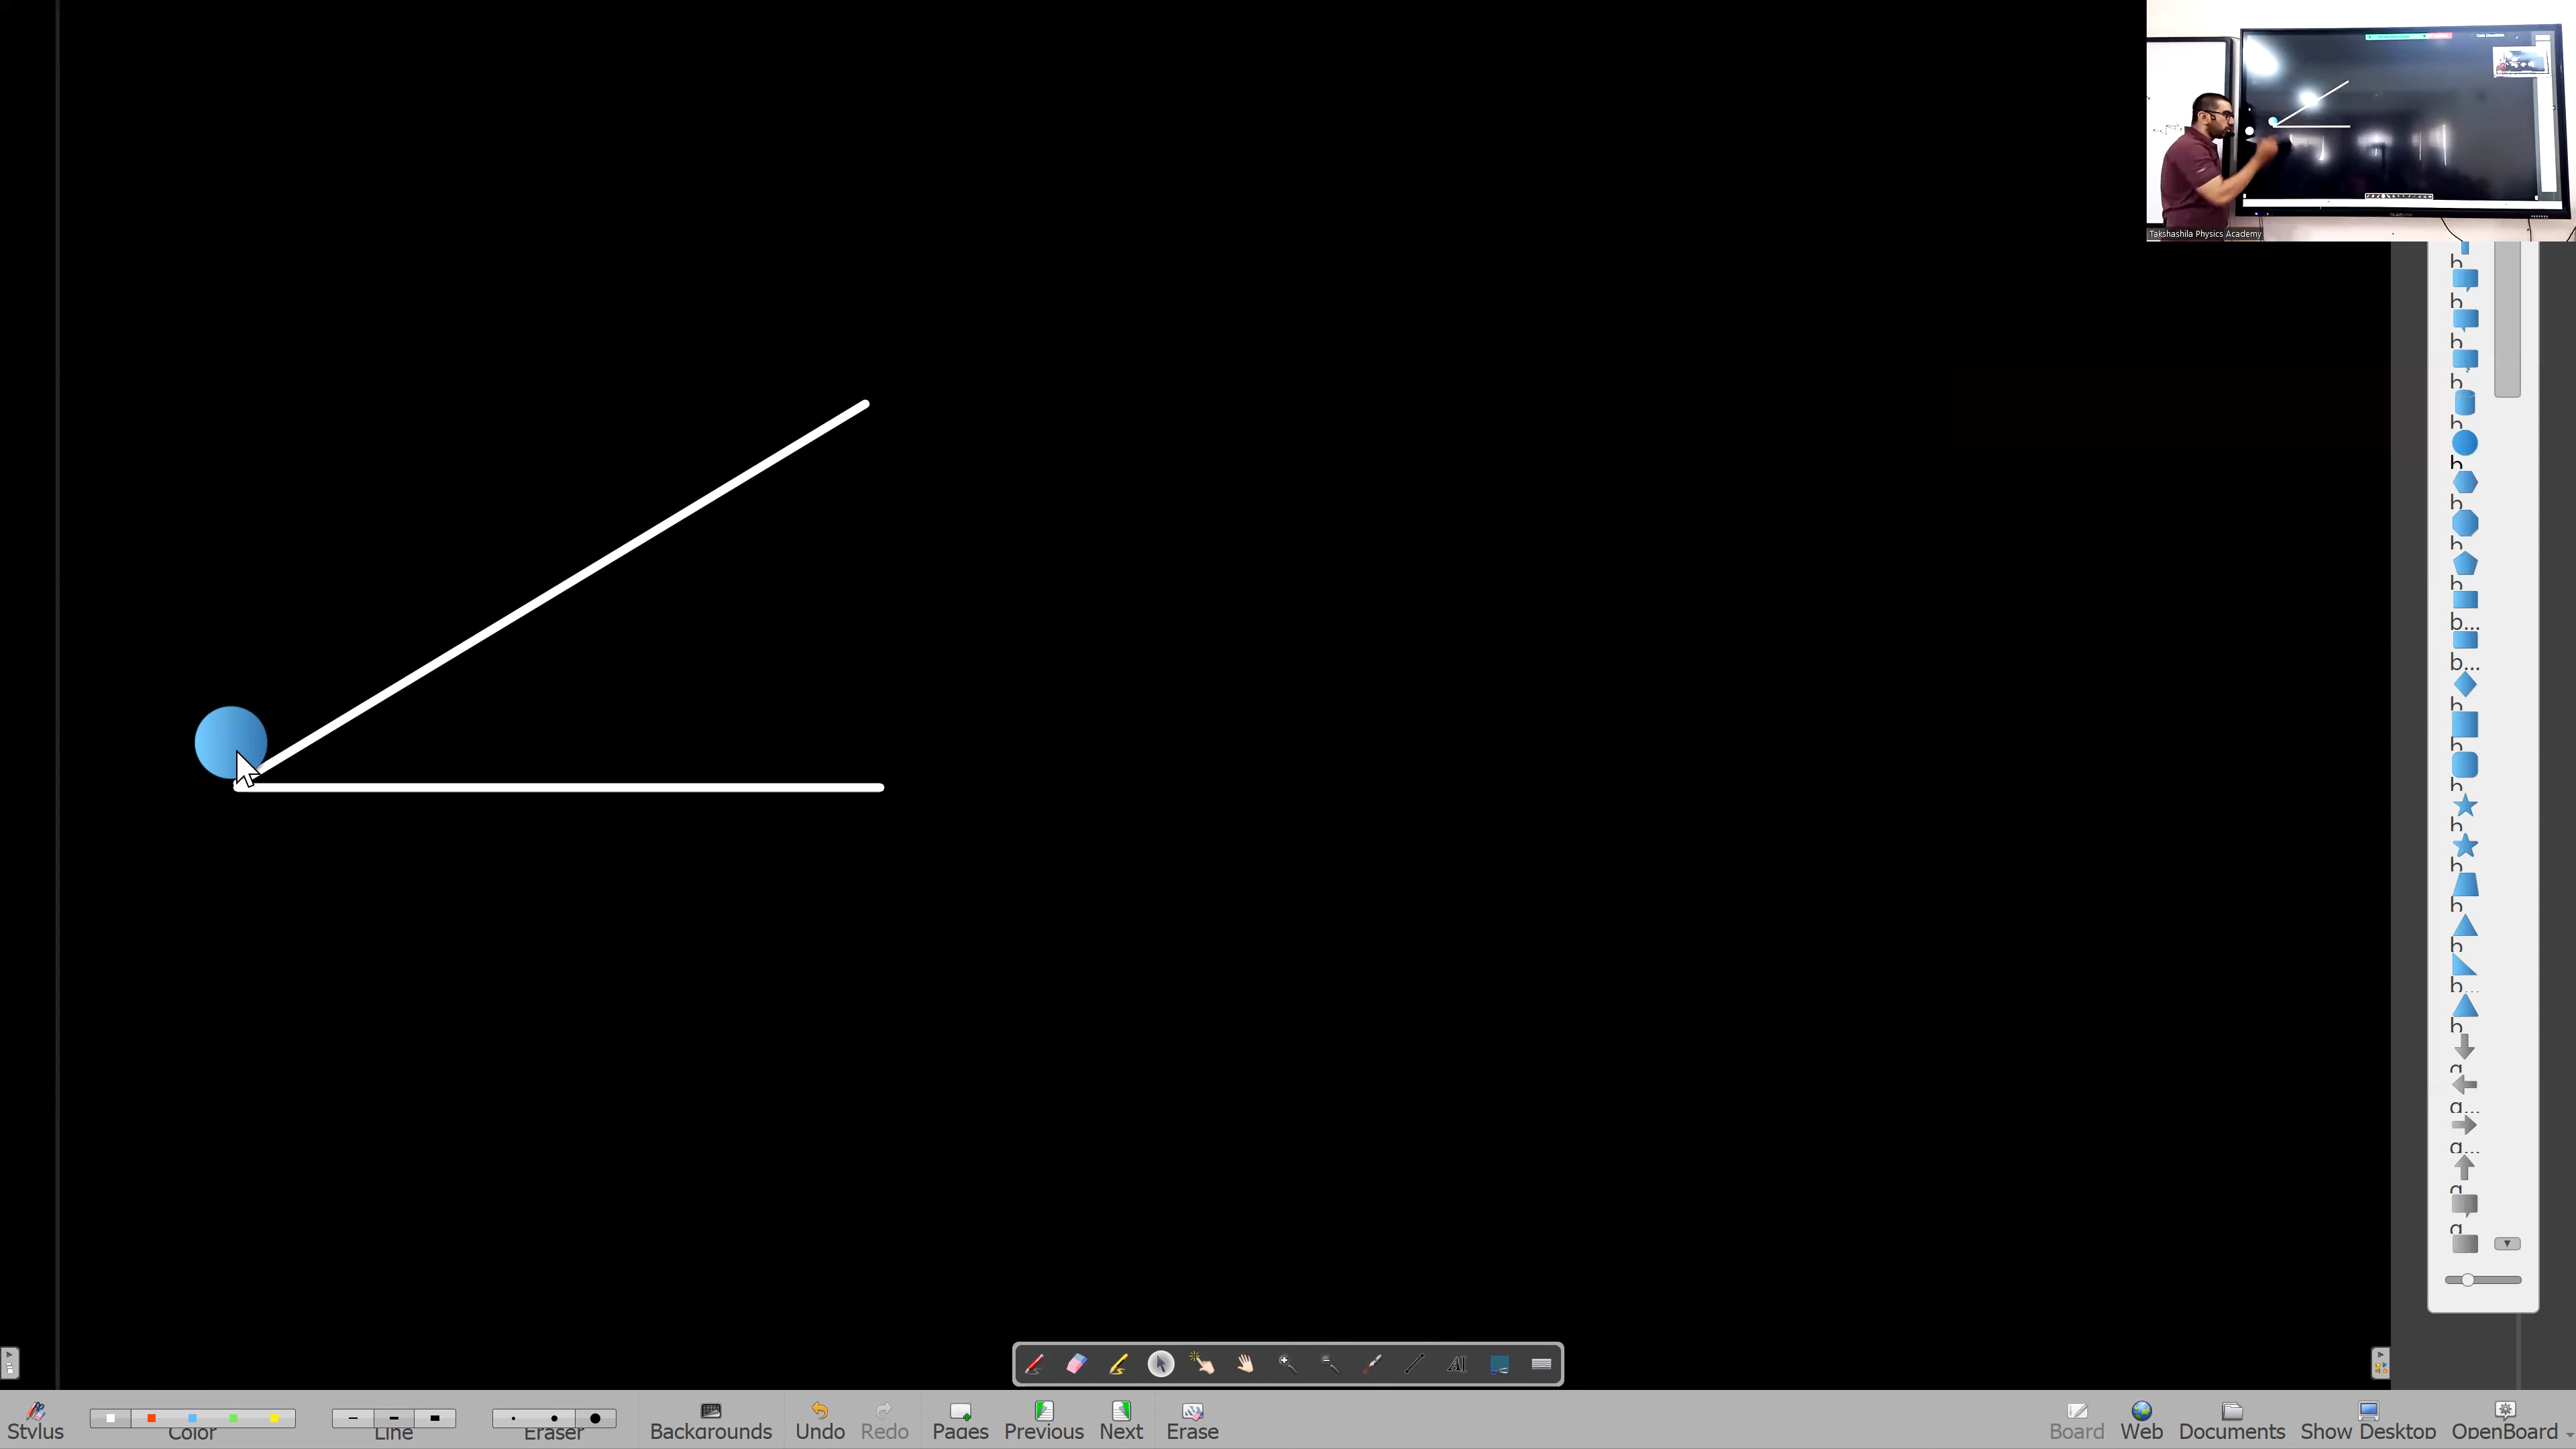 Takshashila Physics Academy
b
b
b
b
b
b
b
b
b
b...
b...
b
b
b
b
b
b
b
b...
b
g
g...
g...
g
g
Stylus
Color
Line
Eraser
Backgrounds
Undo
Redo
Pages
Previous
Next
Erase
Board
Web
Documents
Show Desktop
OpenBoard